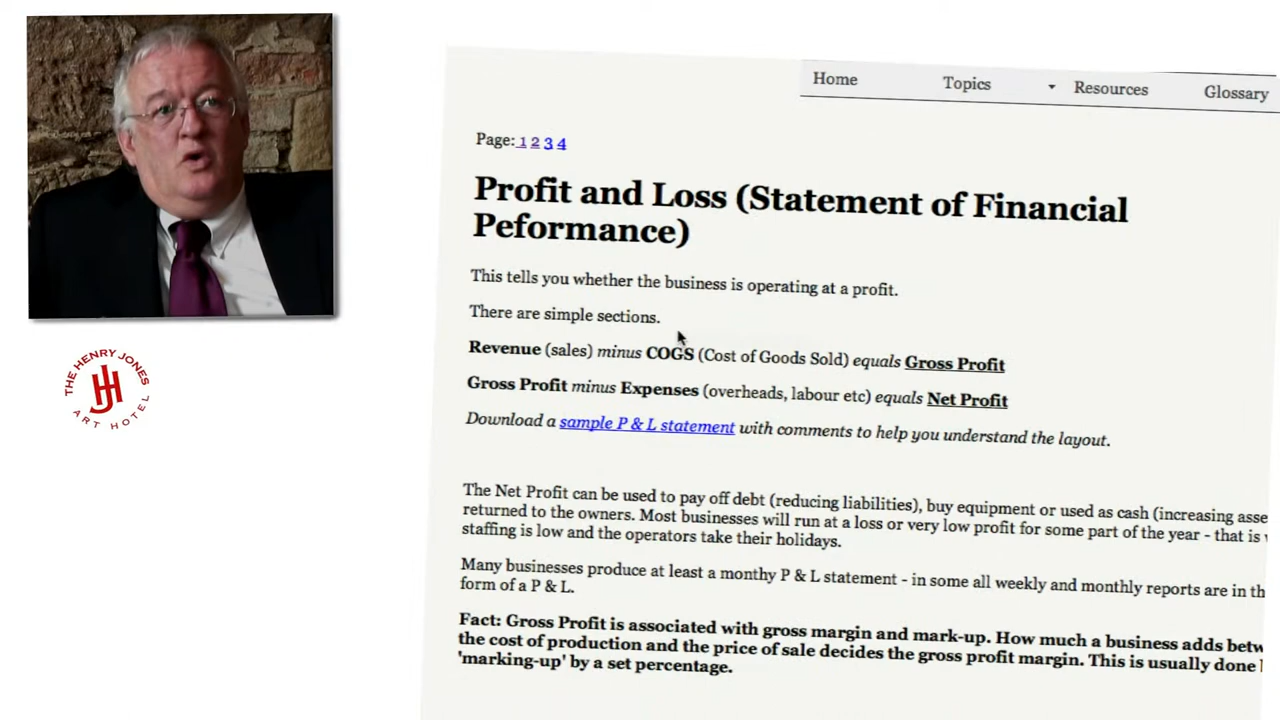 THE HENRY JONES
ART HOTEL
Home Topics Resources Glossary
Page: 1 2 3 4
Profit and Loss (Statement of Financial
Peformance)
This tells you whether the business is operating at a profit.
There are simple sections.
Revenue (sales) minus COGS (Cost of Goods Sold) equals Gross Profit
Gross Profit minus Expenses (overheads, labour etc) equals Net Profit
Download a sample P & L statement with comments to help you understand the layout.
The Net Profit can be used to pay off debt (reducing liabilities), buy equipment or used as cash (increasing asse
returned to the owners. Most businesses will run at a loss or very low profit for some part of the year - that is
staffing is low and the operators take their holidays.
Many businesses produce at least a monthy P & L statement - in some all weekly and monthly reports are in th
form of a P & L.
Fact: Gross Profit is associated with gross margin and mark-up. How much a business adds betw
the cost of production and the price of sale decides the gross profit margin. This is usually done
'marking-up' by a set percentage.